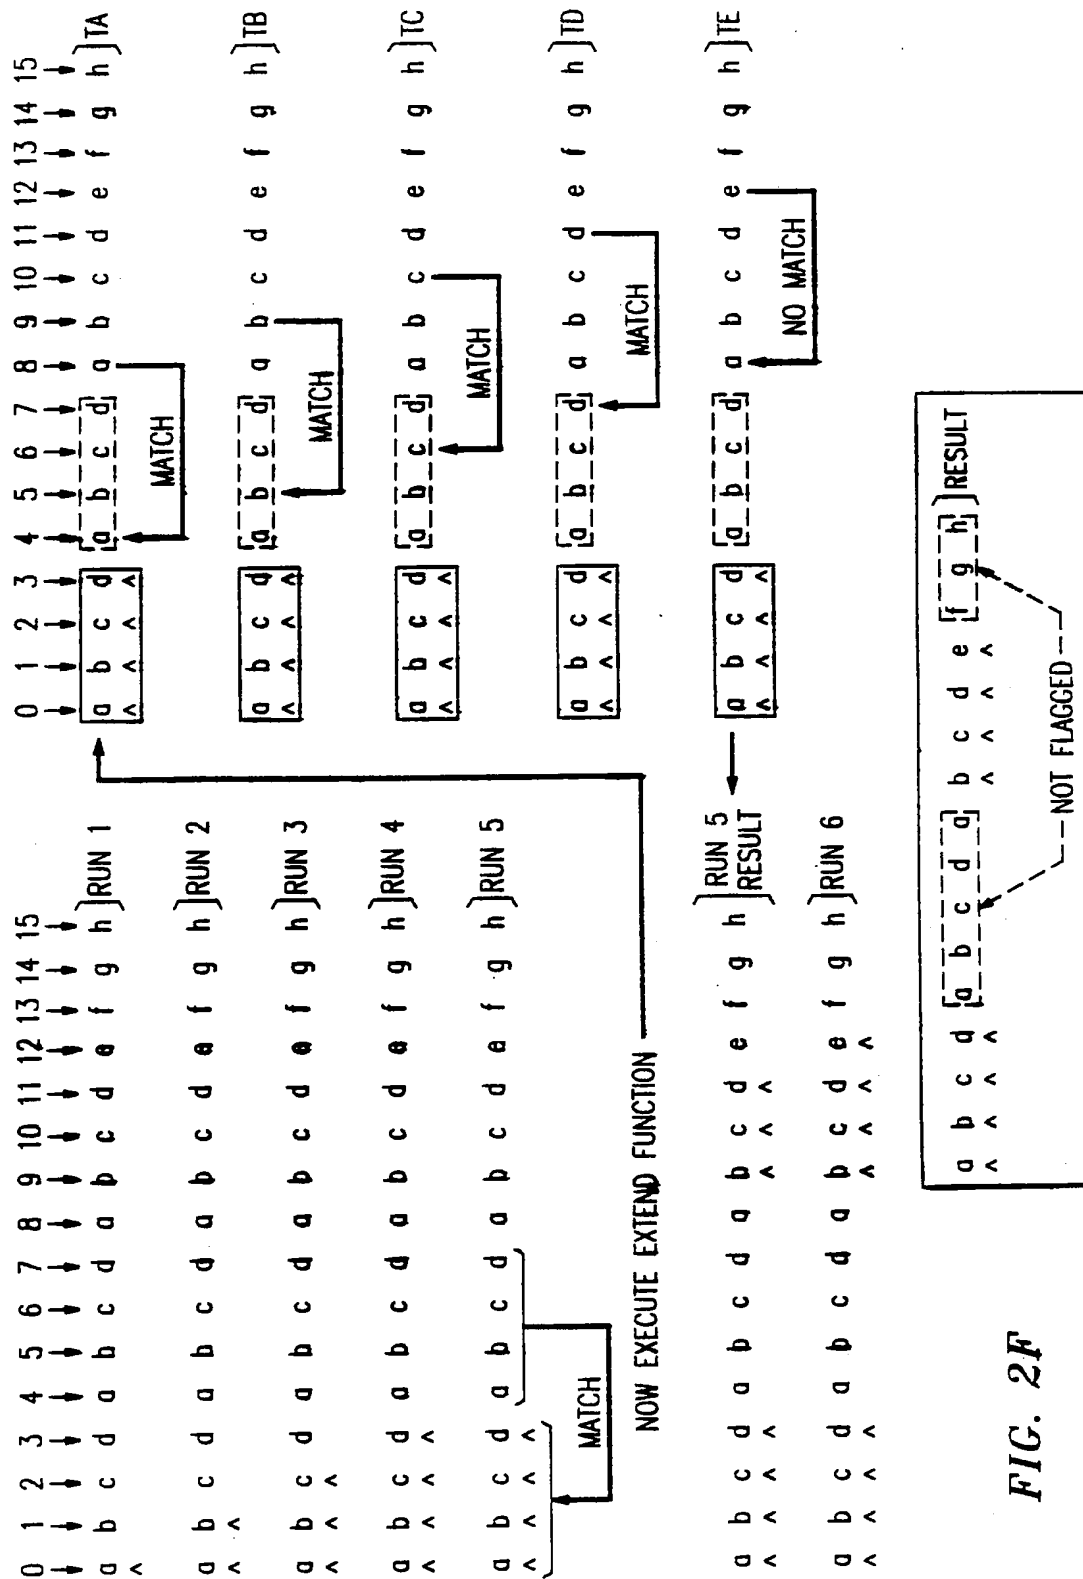 0 1 2 3 4 5 6 7 8 9 10 11 12 13 14 15
a b c d a b c d a b c d e f g h }RUN 1
^
a b c d a b c d a b c d e f g h }RUN 2
^ ^
a b c d a b c d a b c d e f g h }RUN 3
^ ^ ^
a b c d a b c d a b c d e f g h }RUN 4
^ ^ ^ ^
a b c d a b c d a b c d e f g h }RUN 5
^ ^ ^ ^
MATCH
NOW EXECUTE EXTEND FUNCTION
a b c d a b c d a b c d e f g h }RUN 5
RESULT
^ ^ ^ ^ ^ ^ ^
a b c d a b c d a b c d e f g h }RUN 6
^ ^ ^ ^ ^ ^ ^ ^
0 1 2 3 4 5 6 7 8 9 10 11 12 13 14 15
a b c d a b c d a b c d e f g h }TA
^ ^ ^ ^
MATCH
a b c d a b c d a b c d e f g h }TB
^ ^ ^ ^
MATCH
a b c d a b c d a b c d e f g h }TC
^ ^ ^ ^
MATCH
a b c d a b c d a b c d e f g h }TD
^ ^ ^ ^
MATCH
a b c d a b c d a b c d e f g h }TE
^ ^ ^ ^
NO MATCH
a b c d a b c d a b c d e f g h }RESULT
^ ^ ^ ^ ^ ^ ^ ^
NOT FLAGGED
FIG. 2F